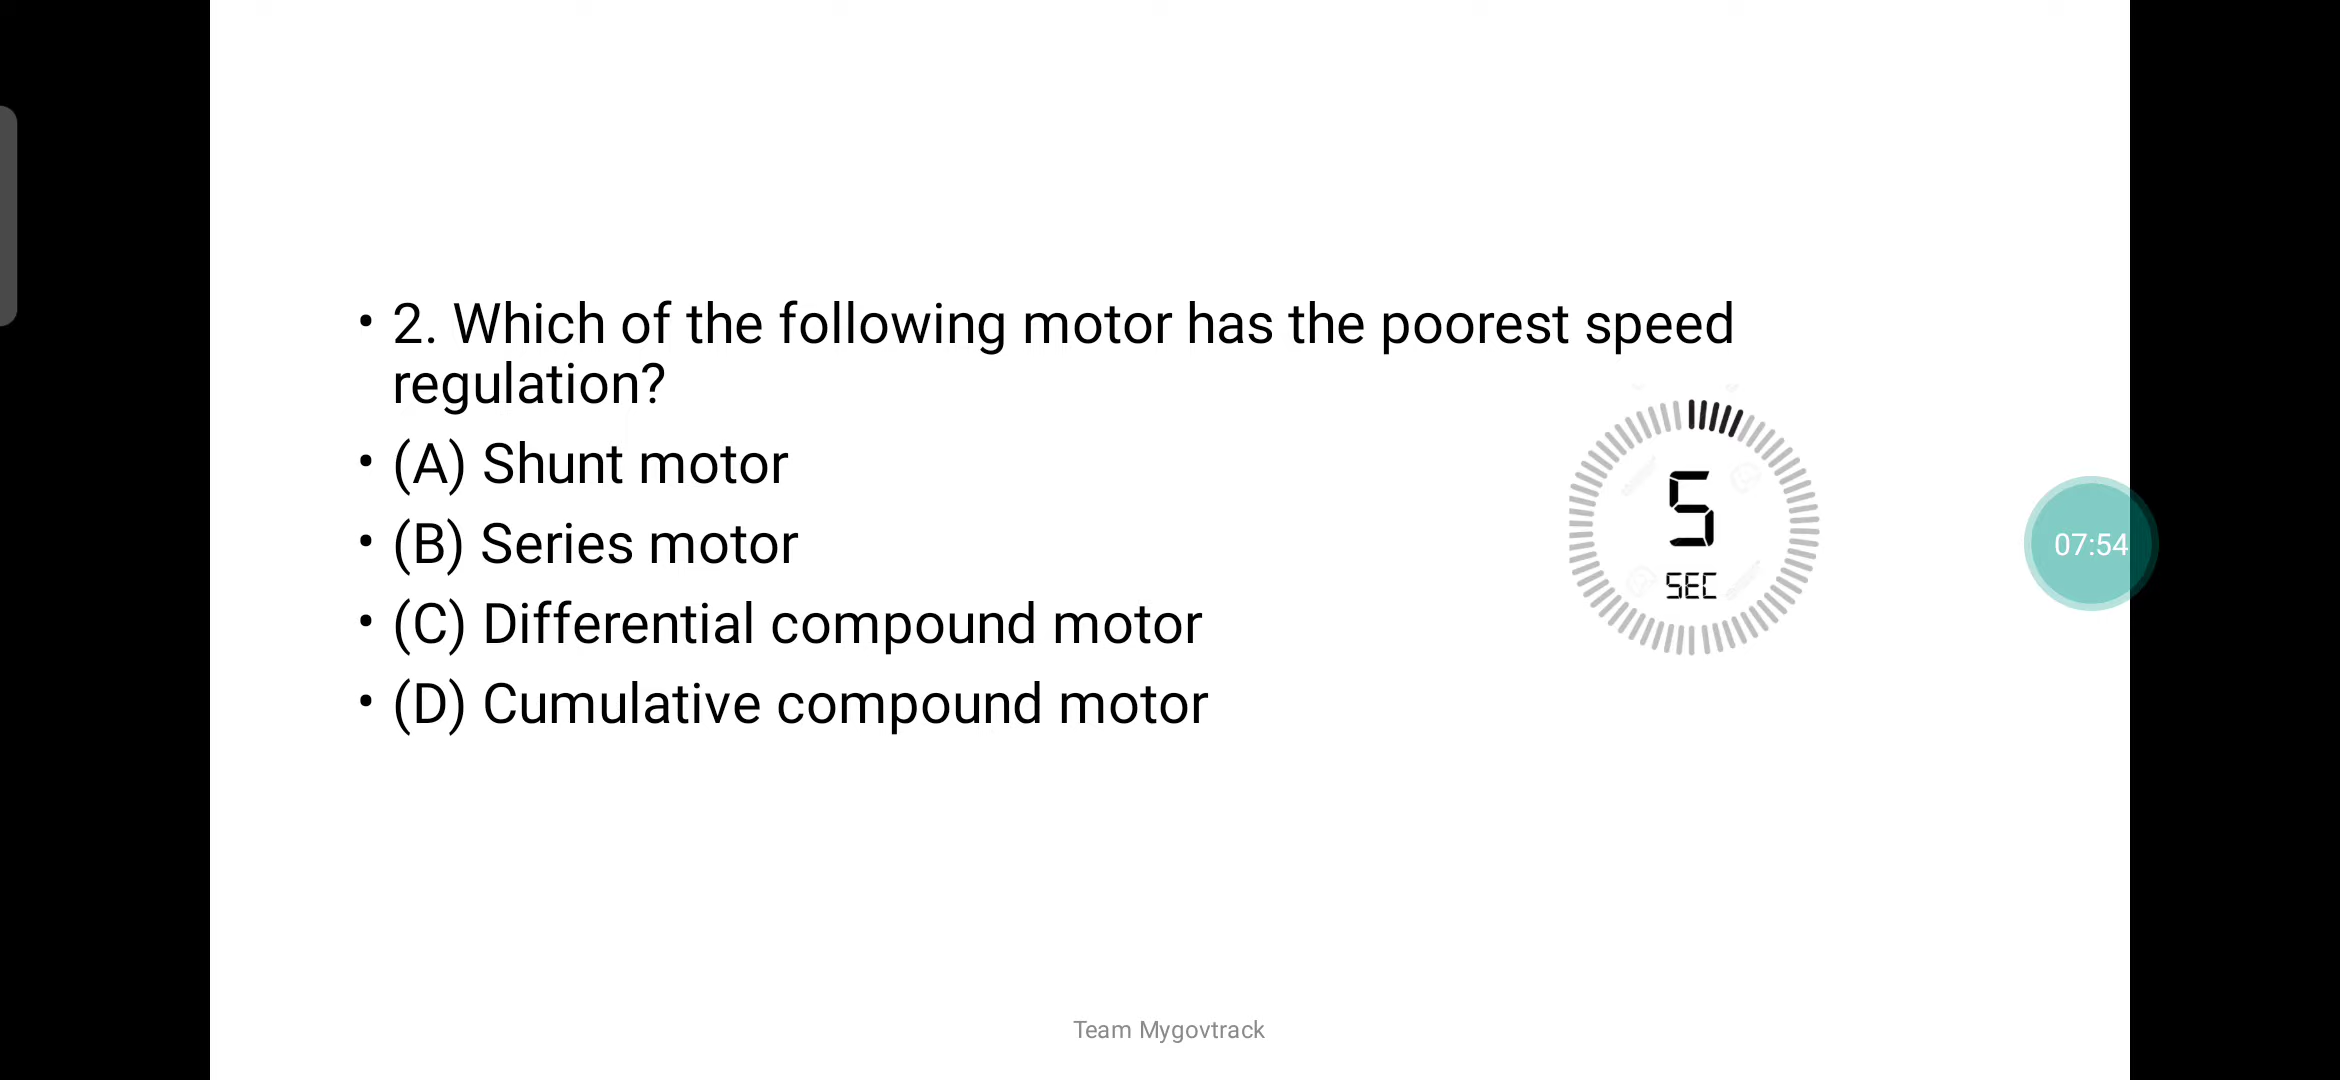 • 2. Which of the following motor has the poorest speed
regulation?
• (A) Shunt motor
• (B) Series motor
• (C) Differential compound motor
• (D) Cumulative compound motor
5
SEC
07:54
Team Mygovtrack